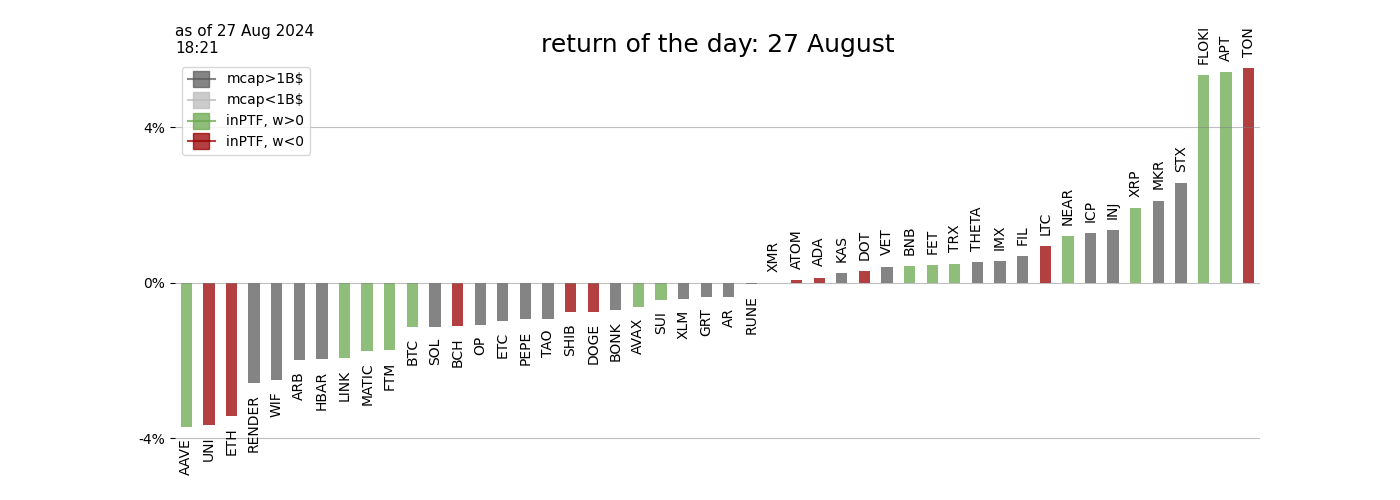 as of 27 Aug 2024
18:21
return of the day: 27 August
mcap>1B$
mcap<1B$
inPTF, w>0
inPTF, w<0
4%
0%
-4%
AAVE
UNI
ETH
RENDER
WIF
ARB
HBAR
LINK
MATIC
FTM
BTC
SOL
BCH
OP
ETC
PEPE
TAO
SHIB
DOGE
BONK
AVAX
SUI
XLM
GRT
AR
RUNE
XMR
ATOM
ADA
KAS
DOT
VET
BNB
FET
TRX
THETA
IMX
FIL
LTC
NEAR
ICP
INJ
XRP
MKR
STX
FLOKI
APT
TON